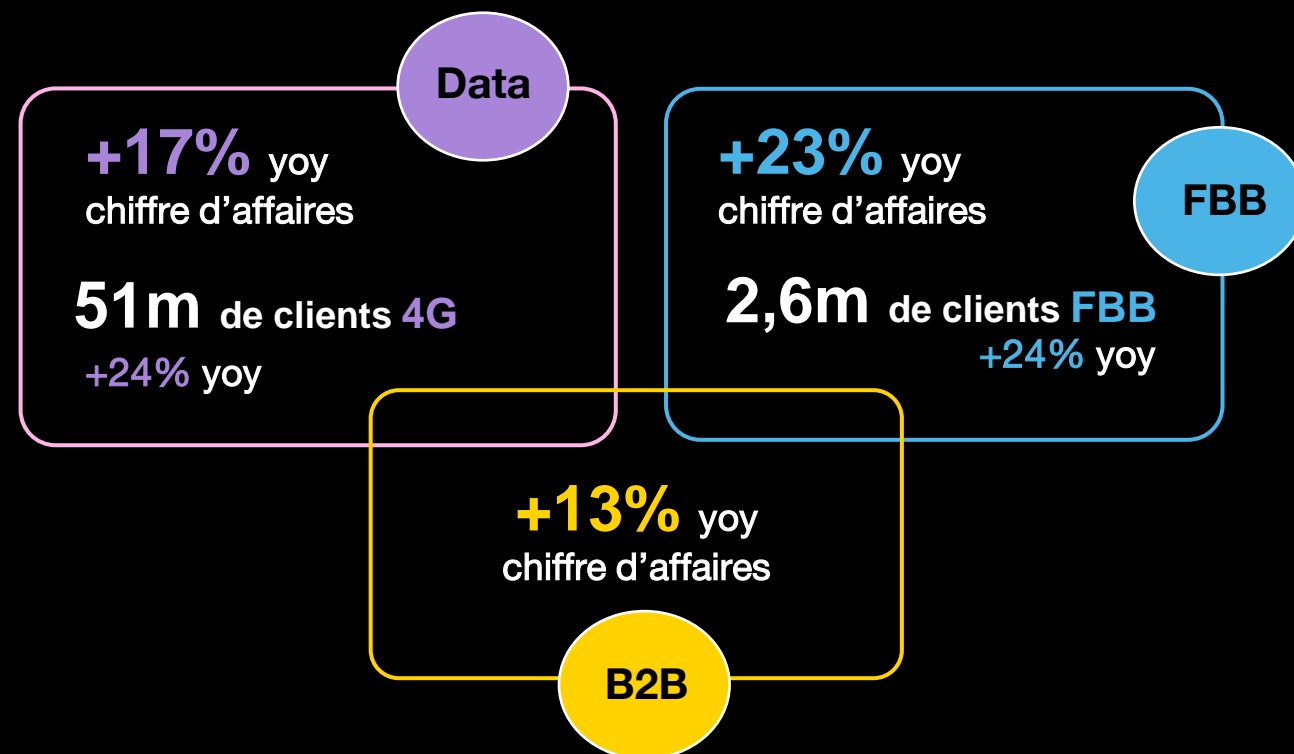 Data
+17% yoy
chiffre d’affaires
51m de clients 4G
+24% yoy
FBB
+23% yoy
chiffre d’affaires
2,6m de clients FBB
+24% yoy
+13% yoy
chiffre d’affaires
B2B